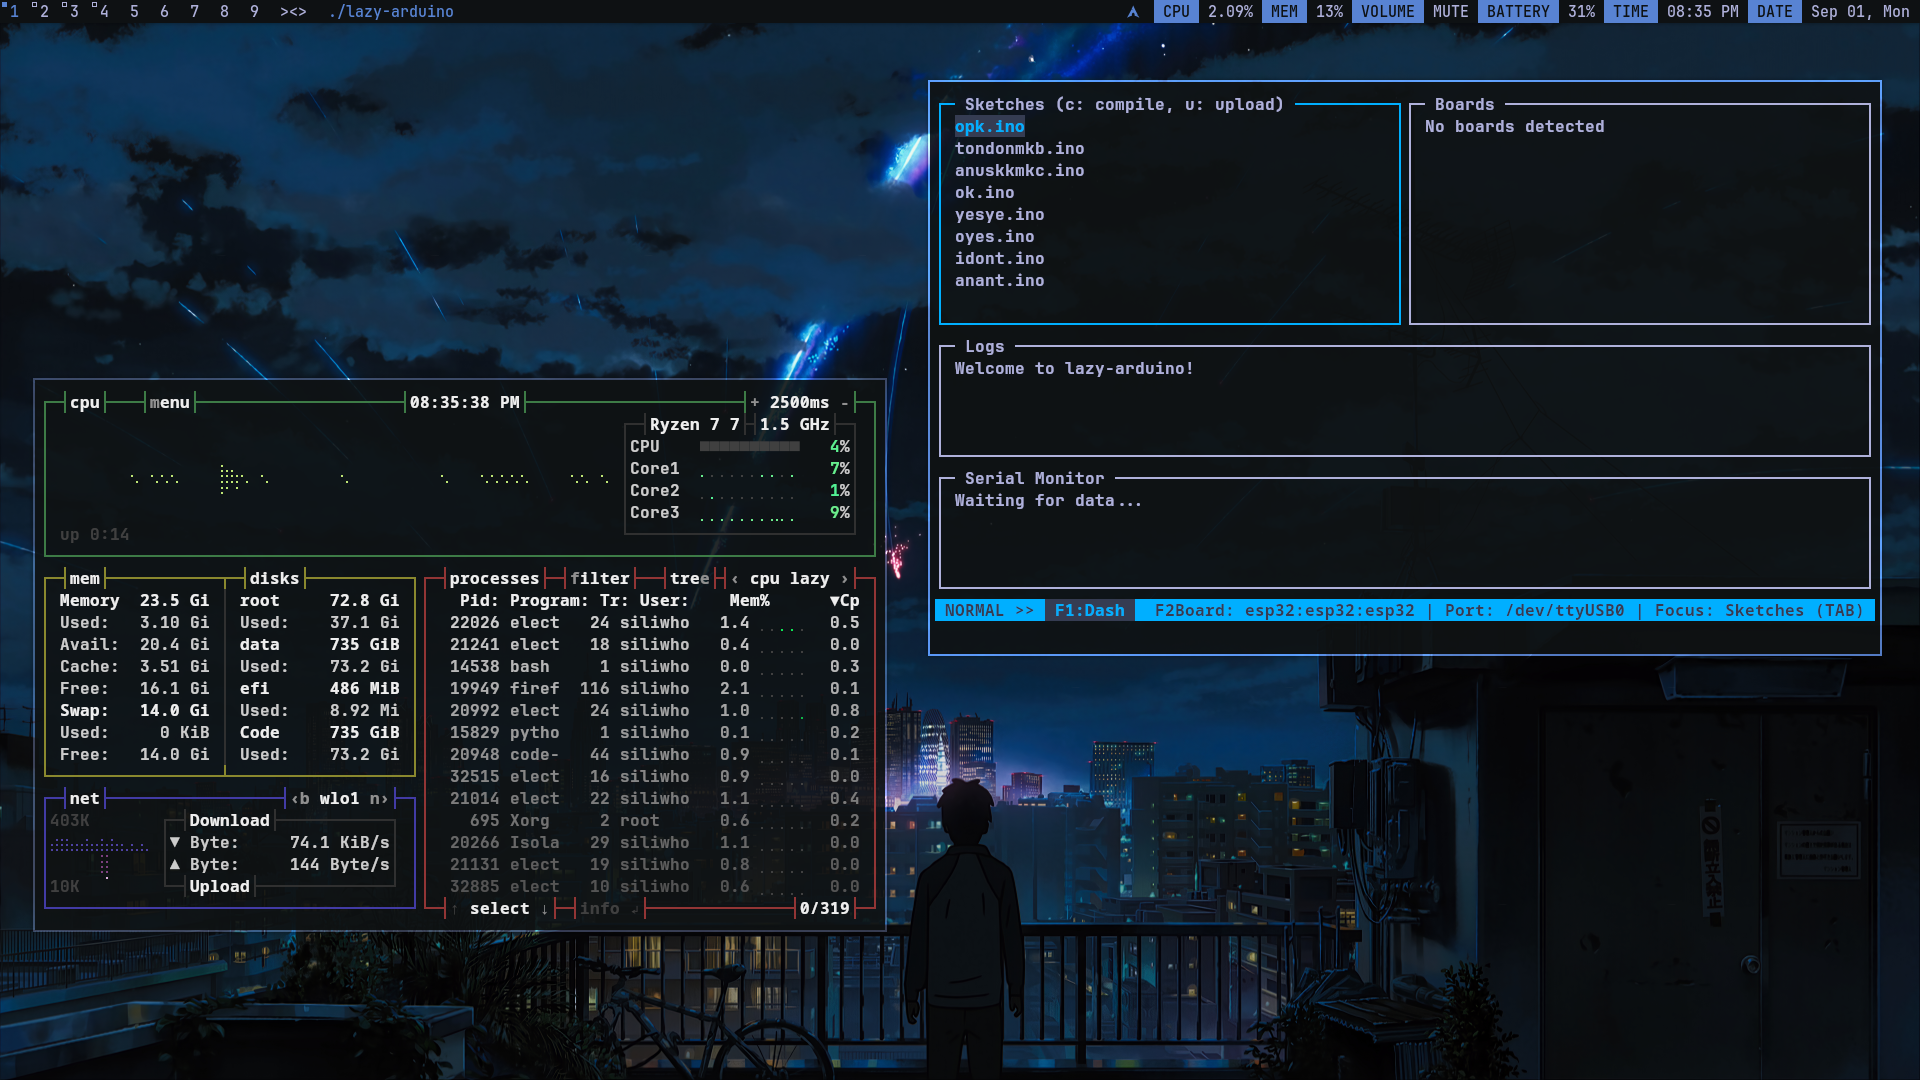 1 2 3 4 5 6 7 8 9 ><> ./lazy-arduino CPU 2.09% MEM 13% VOLUME MUTE BATTERY 31% TIME 08:35 PM DATE Sep 01, Mon
Sketches (c: compile, u: upload)
opk.ino
tondonmkb.ino
anuskkmkc.ino
ok.ino
yesye.ino
oyes.ino
idont.ino
anant.ino
Boards
No boards detected
Logs
Welcome to lazy-arduino!
Serial Monitor
Waiting for data...
NORMAL >> F1:Dash F2Board: esp32:esp32:esp32 | Port: /dev/ttyUSB0 | Focus: Sketches (TAB)
cpu menu 08:35:38 PM + 2500ms -
Ryzen 7 7 1.5 GHz
CPU 4%
Core1 7%
Core2 1%
Core3 9%
up 0:14
mem disks
Memory 23.5 Gi root 72.8 Gi
Used: 3.10 Gi Used: 37.1 Gi
Avail: 20.4 Gi data 735 GiB
Cache: 3.51 Gi Used: 73.2 Gi
Free: 16.1 Gi efi 486 MiB
Swap: 14.0 Gi Used: 8.92 Mi
Used: 0 KiB Code 735 GiB
Free: 14.0 Gi Used: 73.2 Gi
net ‹b wlo1 n›
403K Download
▼ Byte: 74.1 KiB/s
▲ Byte: 144 Byte/s
10K Upload
processes filter tree ‹ cpu lazy ›
Pid: Program: Tr: User: Mem% ▼Cp
22026 elect 24 siliwho 1.4 0.5
21241 elect 18 siliwho 0.4 0.0
14538 bash 1 siliwho 0.0 0.3
19949 firef 116 siliwho 2.1 0.1
20992 elect 24 siliwho 1.0 0.8
15829 pytho 1 siliwho 0.1 0.2
20948 code- 44 siliwho 0.9 0.1
32515 elect 16 siliwho 0.9 0.0
21014 elect 22 siliwho 1.1 0.4
695 Xorg 2 root 0.6 0.2
20266 Isola 29 siliwho 1.1 0.0
21131 elect 19 siliwho 0.8 0.0
32885 elect 10 siliwho 0.6 0.0
↑ select ↓ info ↲ 0/319